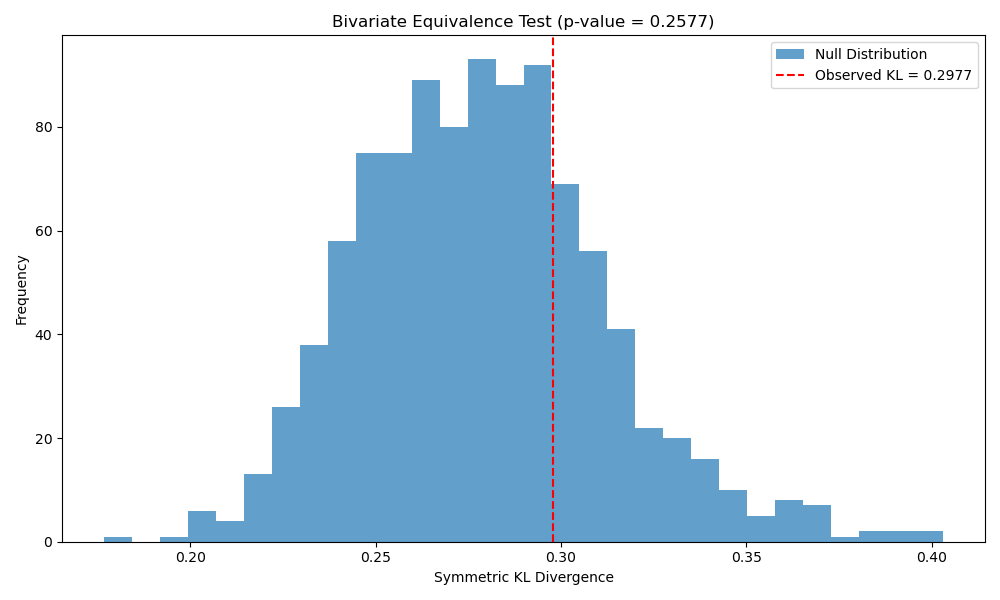 Bivariate Equivalence Test (p-value = 0.2577)
Null Distribution
Observed KL = 0.2977
Frequency
80
60
40
20
0
0.20 0.25 0.30 0.35 0.40
Symmetric KL Divergence